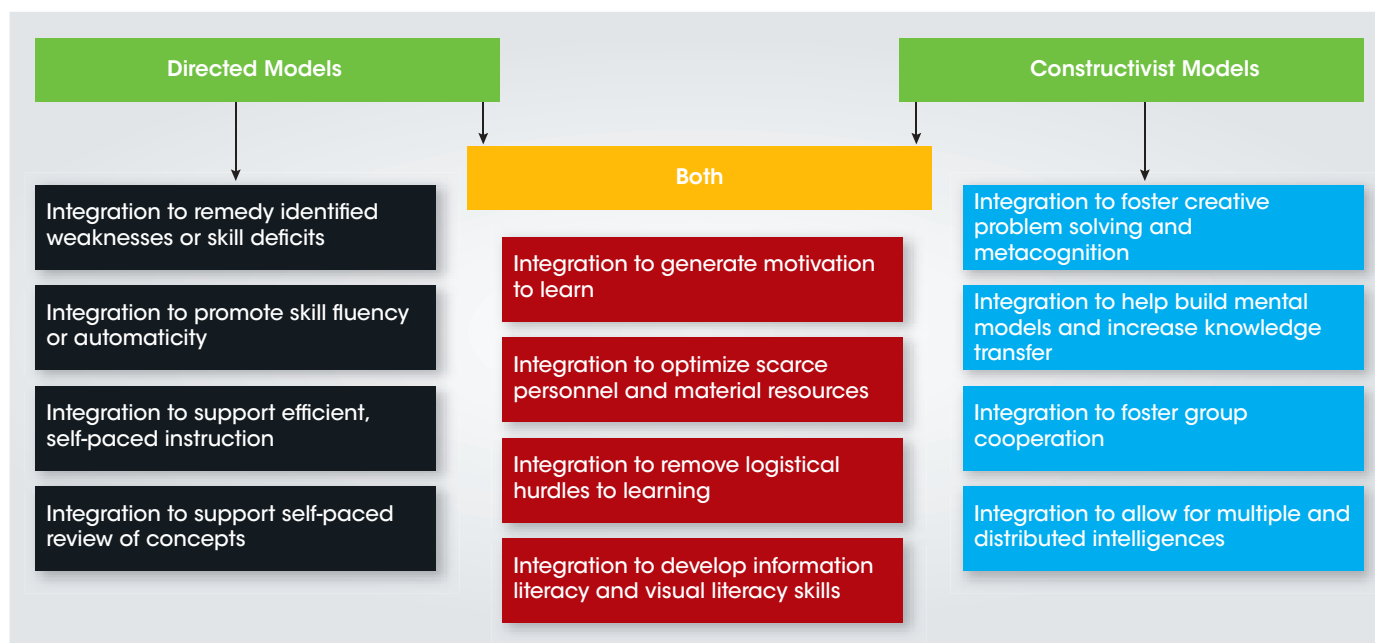 Directed Models
Constructivist Models
Both
Integration to remedy identified
weaknesses or skill deficits
Integration to promote skill fluency
or automaticity
Integration to support efficient,
self-paced instruction
Integration to support self-paced
review of concepts
Integration to generate motivation
to learn
Integration to optimize scarce
personnel and material resources
Integration to remove logistical
hurdles to learning
Integration to develop information
literacy and visual literacy skills
Integration to foster creative
problem solving and
metacognition
Integration to help build mental
models and increase knowledge
transfer
Integration to foster group
cooperation
Integration to allow for multiple and
distributed intelligences